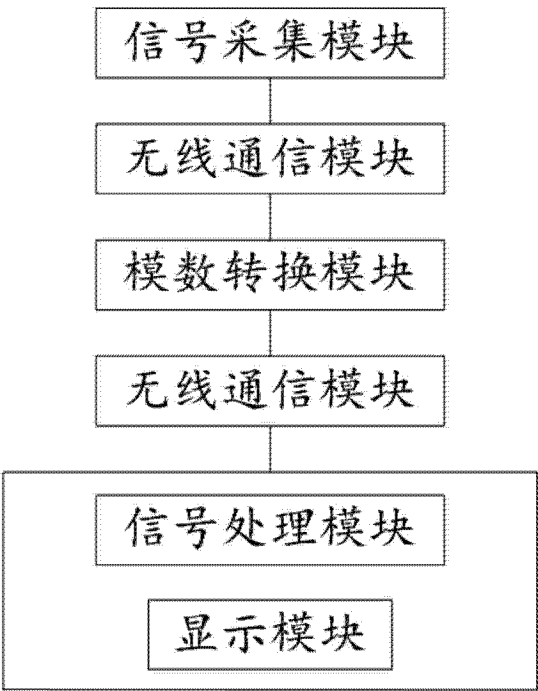 信号采集模块
无线通信模块
模数转换模块
无线通信模块
信号处理模块
显示模块